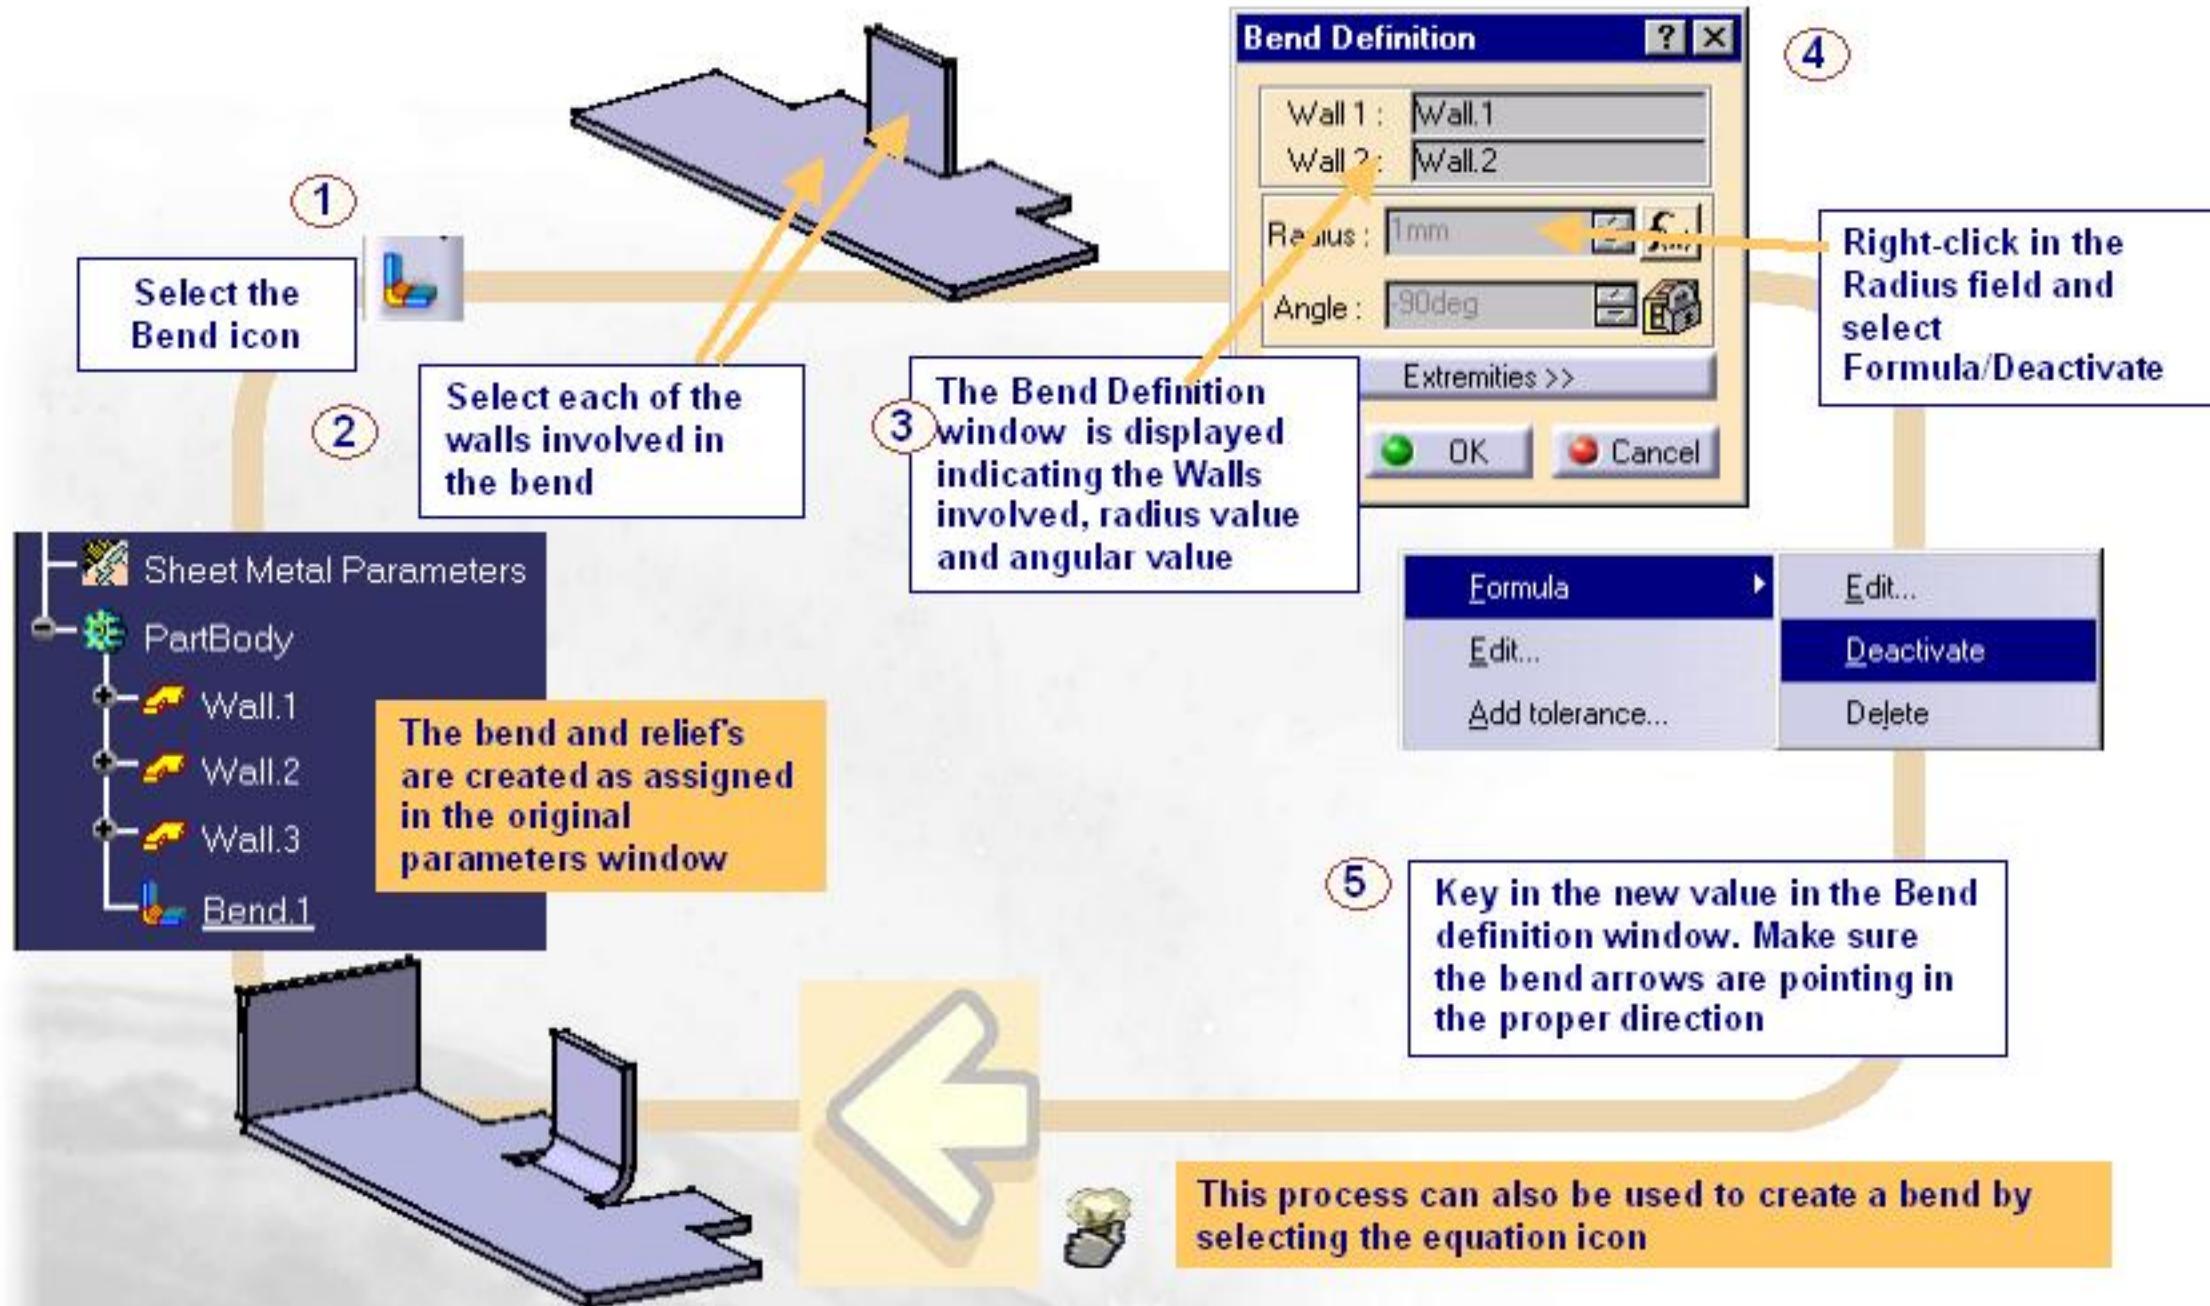 1
Select the
Bend icon
2
Select each of the
walls involved in
the bend
3
The Bend Definition
window is displayed
indicating the Walls
involved, radius value
and angular value
Bend Definition
Wall 1 : Wall.1
Wall 2 : Wall.2
Radius : 1mm
Angle : -90deg
Extremities >>
OK Cancel
4
Right-click in the
Radius field and
select
Formula/Deactivate
Formula Edit...
Edit... Deactivate
Add tolerance... Delete
5
Key in the new value in the Bend
definition window. Make sure
the bend arrows are pointing in
the proper direction
Sheet Metal Parameters
PartBody
Wall.1
Wall.2
Wall.3
Bend.1
The bend and relief's
are created as assigned
in the original
parameters window
This process can also be used to create a bend by
selecting the equation icon